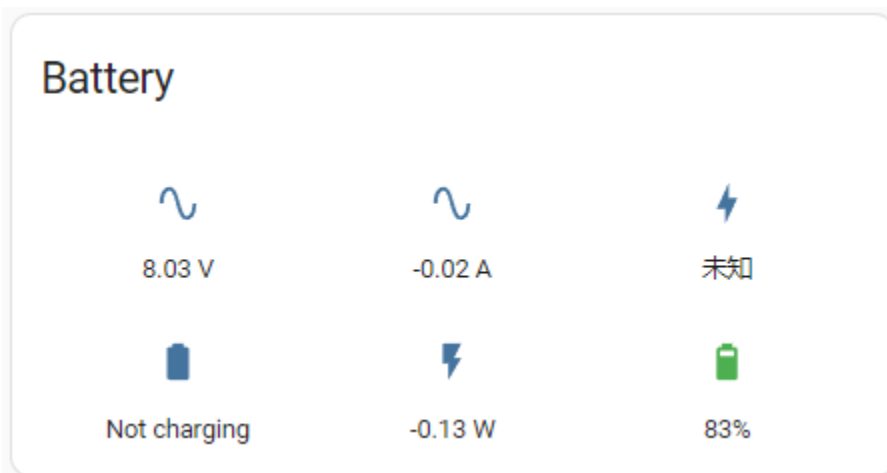 Battery
8.03 V
-0.02 A
未知
Not charging
-0.13 W
83%